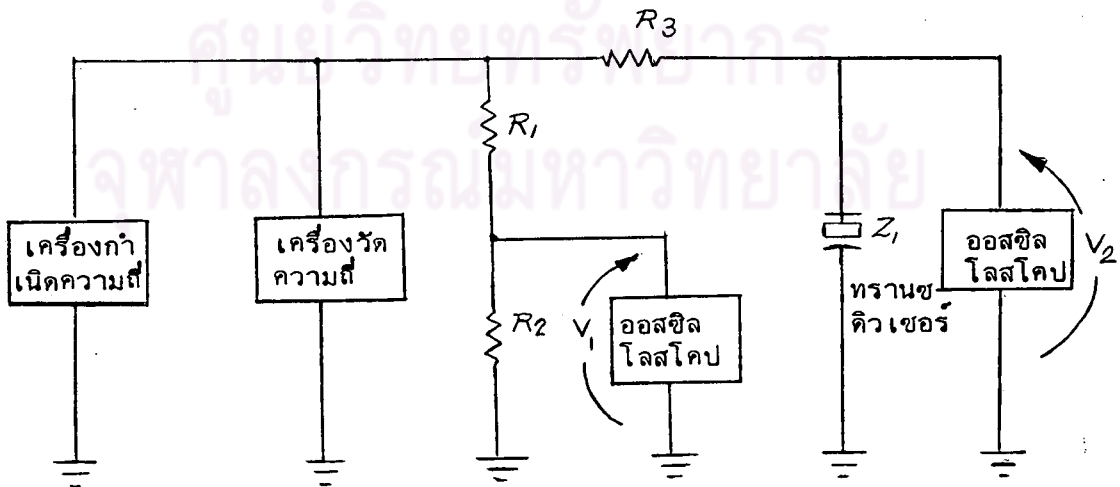 ศูนย์วิทยทรัพยากร
จุฬาลงกรณ์มหาวิทยาลัย
R3
R1
R2
เครื่องกำ
เนิดความถี่
เครื่องวัด
ความถี่
V1
ออสซิล
โลสโคป
Z1
ทรานซ-
ดิวเซอร์
ออสซิล
โลสโคป
V2